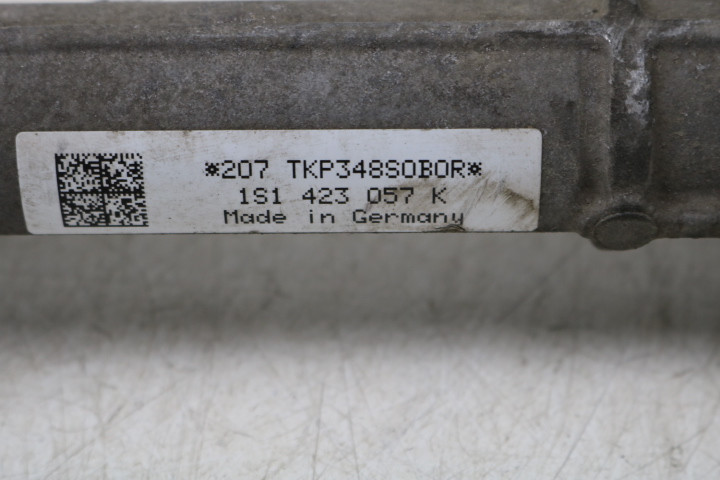 *207 TKP348S0B0R*
1S1 423 057 K
Made in Germany